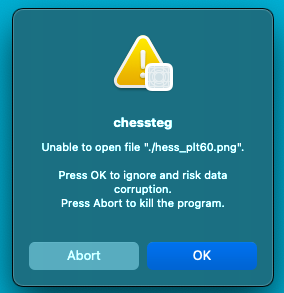 chessteg
Unable to open file "./hess_plt60.png".
Press OK to ignore and risk data
corruption.
Press Abort to kill the program.
Abort
OK